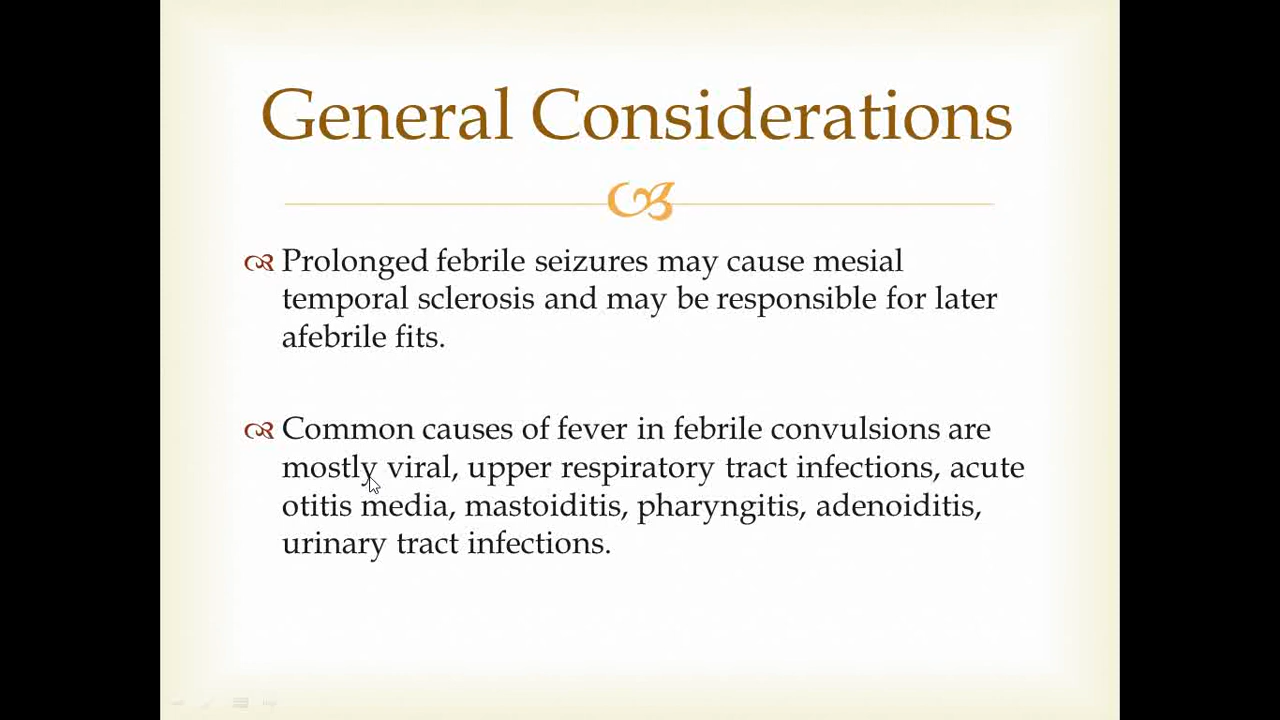 General Considerations
Prolonged febrile seizures may cause mesial
temporal sclerosis and may be responsible for later
afebrile fits.
Common causes of fever in febrile convulsions are
mostly viral, upper respiratory tract infections, acute
otitis media, mastoiditis, pharyngitis, adenoiditis,
urinary tract infections.